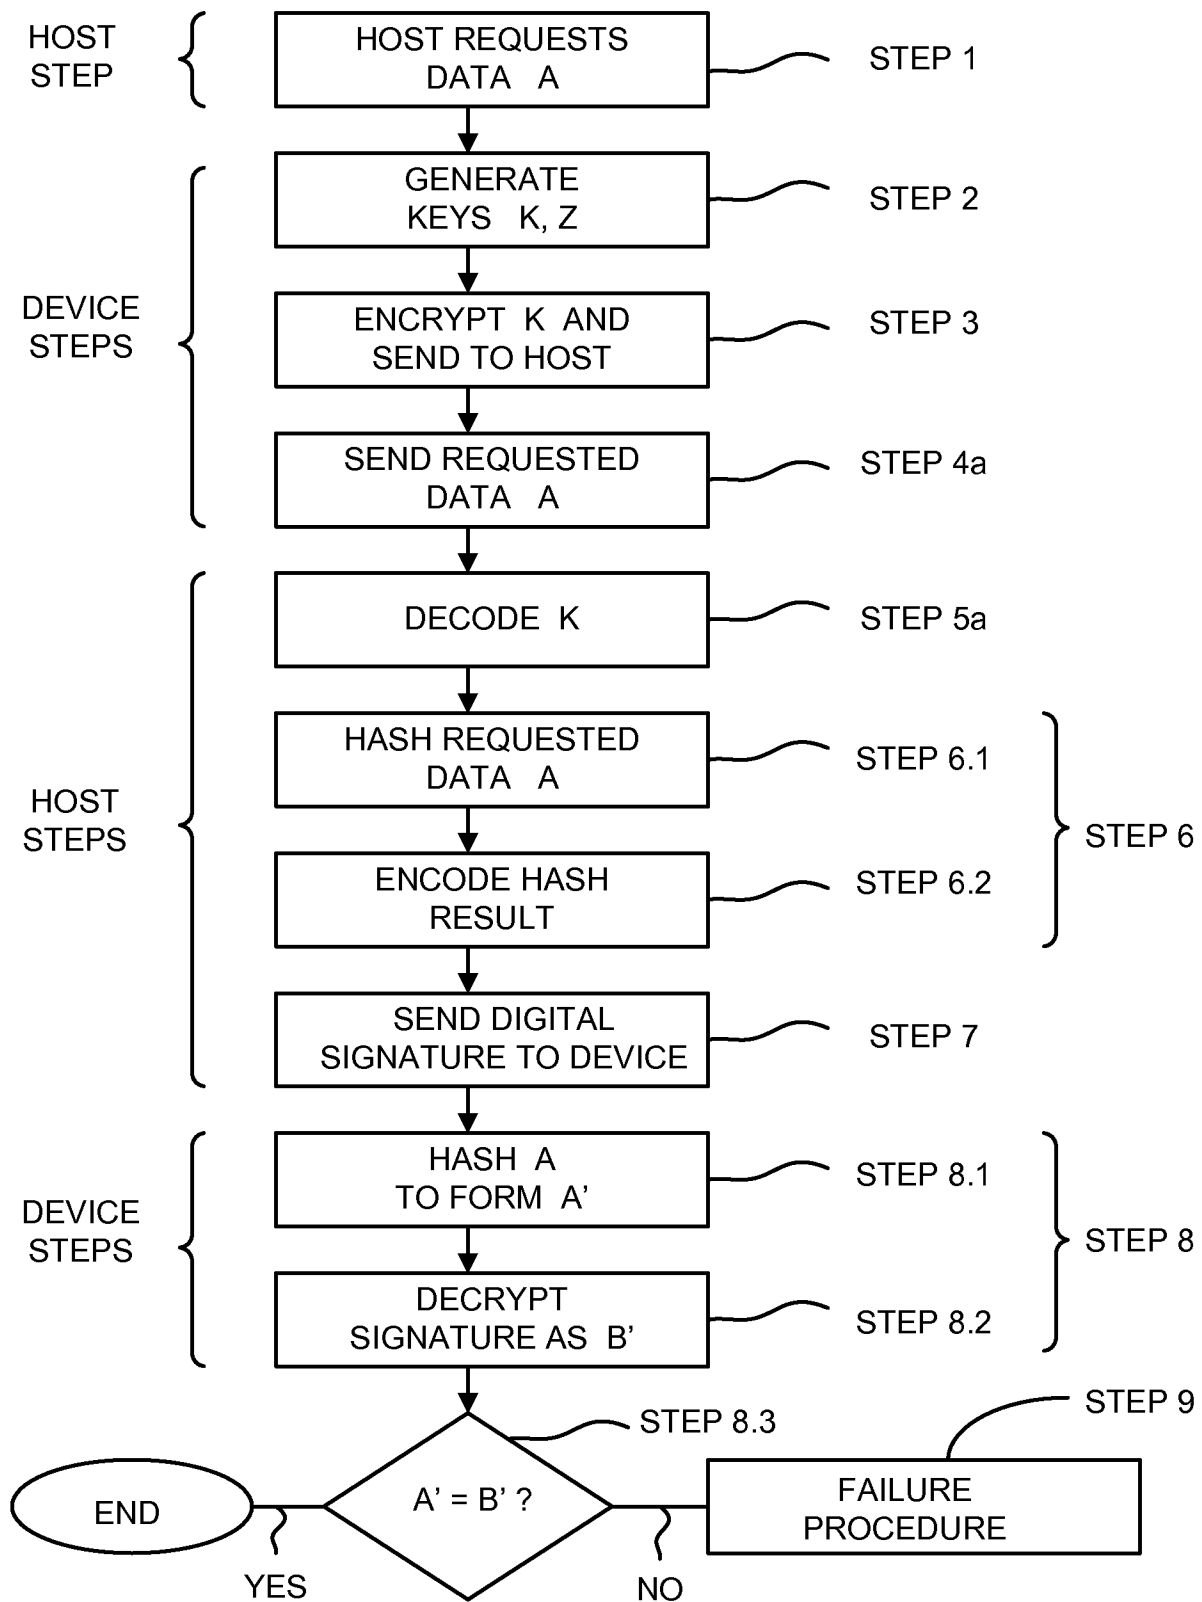 HOST
STEP
HOST REQUESTS
DATA A
STEP 1
GENERATE
KEYS K, Z
STEP 2
DEVICE
STEPS
ENCRYPT K AND
SEND TO HOST
STEP 3
SEND REQUESTED
DATA A
STEP 4a
DECODE K
STEP 5a
HOST
STEPS
HASH REQUESTED
DATA A
STEP 6.1
STEP 6
ENCODE HASH
RESULT
STEP 6.2
SEND DIGITAL
SIGNATURE TO DEVICE
STEP 7
DEVICE
STEPS
HASH A
TO FORM A’
STEP 8.1
STEP 8
DECRYPT
SIGNATURE AS B’
STEP 8.2
STEP 9
STEP 8.3
END
A’ = B’ ?
FAILURE
PROCEDURE
YES
NO